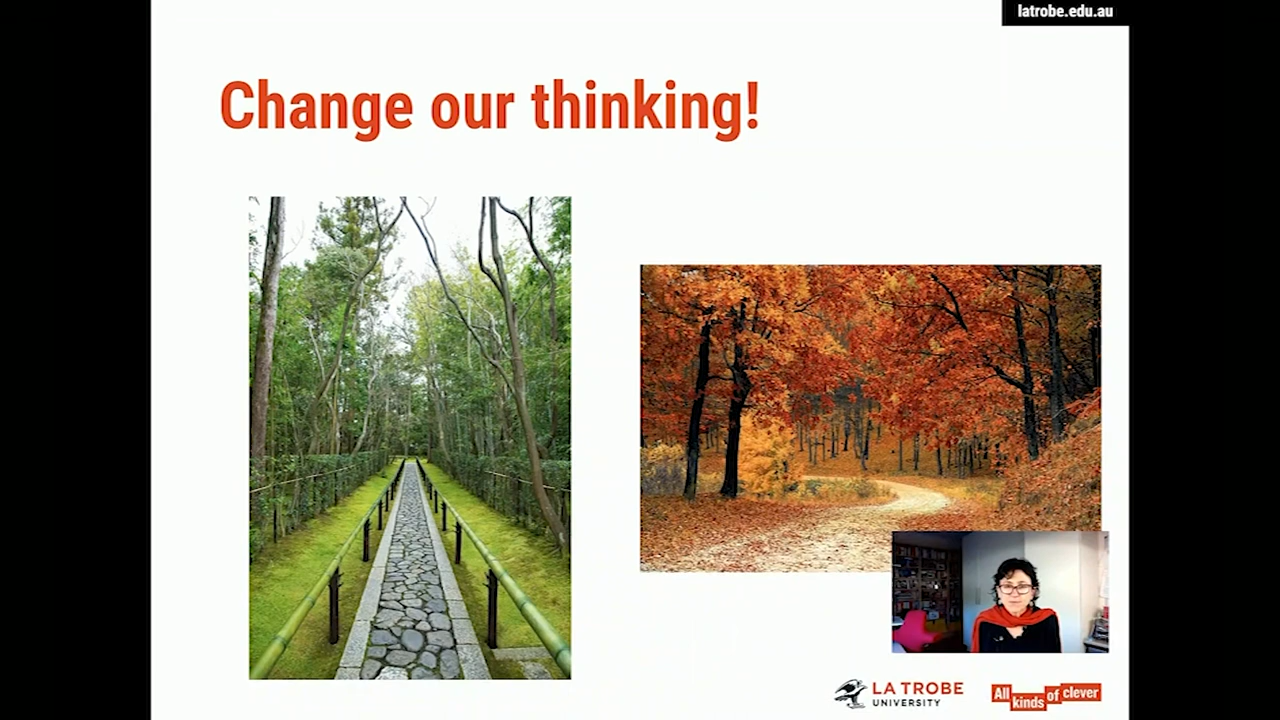 latrobe.edu.au
Change our thinking!
LA TROBE
UNIVERSITY
All kinds of clever